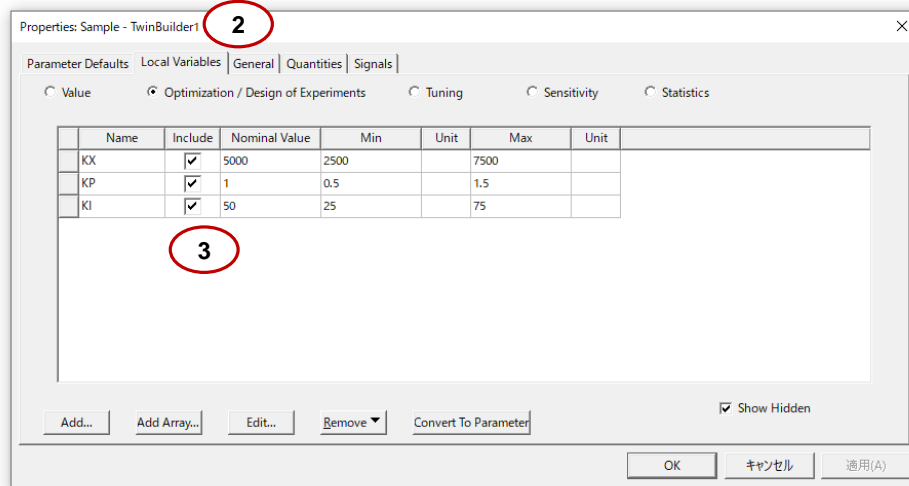 Properties: Sample - TwinBuilder1
2
Parameter Defaults Local Variables General Quantities Signals
Value Optimization / Design of Experiments Tuning Sensitivity Statistics
Name Include Nominal Value Min Unit Max Unit
KX 5000 2500 7500
KP 1 0.5 1.5
KI 50 25 75
3
Show Hidden
Add... Add Array... Edit... Remove Convert To Parameter
OK キャンセル 適用(A)